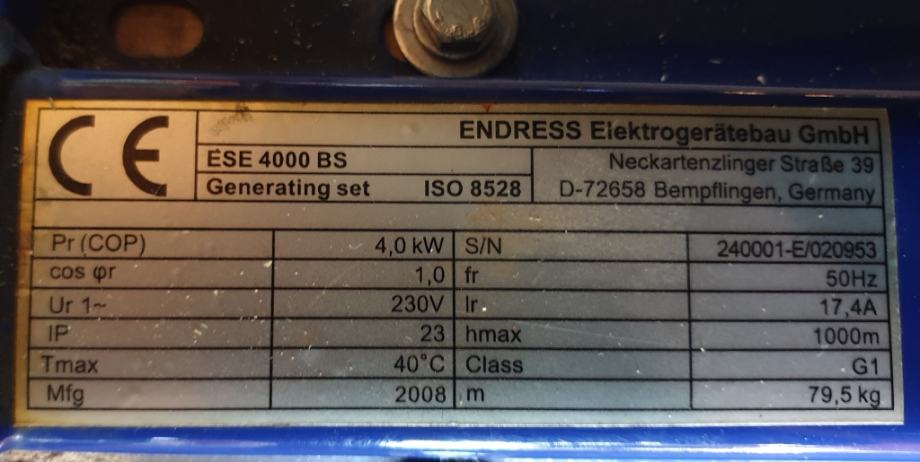 CE
ENDRESS Elektrogerätebau GmbH
ESE 4000 BS
Generating set ISO 8528
Neckartenzlinger Straße 39
D-72658 Bempflingen, Germany
Pr (COP) 4,0 kW S/N 240001-E/020953
cos φr 1,0 fr 50Hz
Ur 1~ 230V Ir 17,4A
IP 23 hmax 1000m
Tmax 40°C Class G1
Mfg 2008 m 79,5 kg